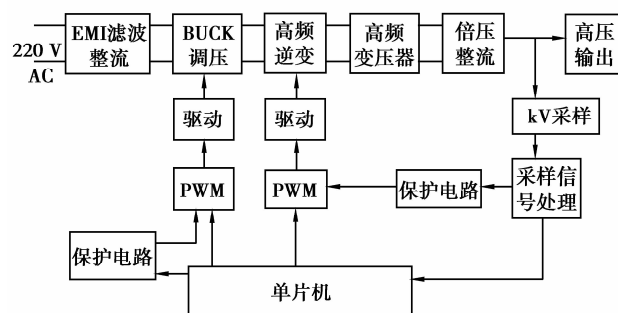 220 V
AC
EMI滤波
整流
BUCK
调压
高频
逆变
高频
变压器
倍压
整流
高压
输出
驱动
驱动
kV采样
PWM
PWM
保护电路
采样信
号处理
保护电路
单片机